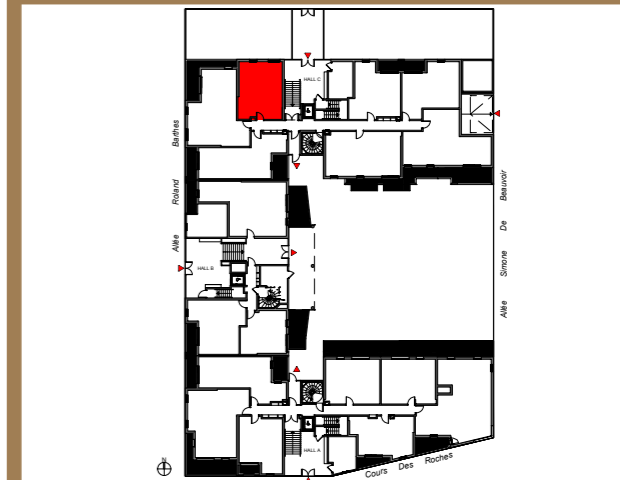 HALL C
Allée Roland Barthes
Allée Simone De Beauvoir
HALL B
HALL A
N
Cours Des Roches